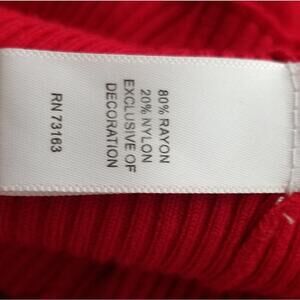 80% RAYON
20% NYLON
EXCLUSIVE OF
DECORATION
RN 73163